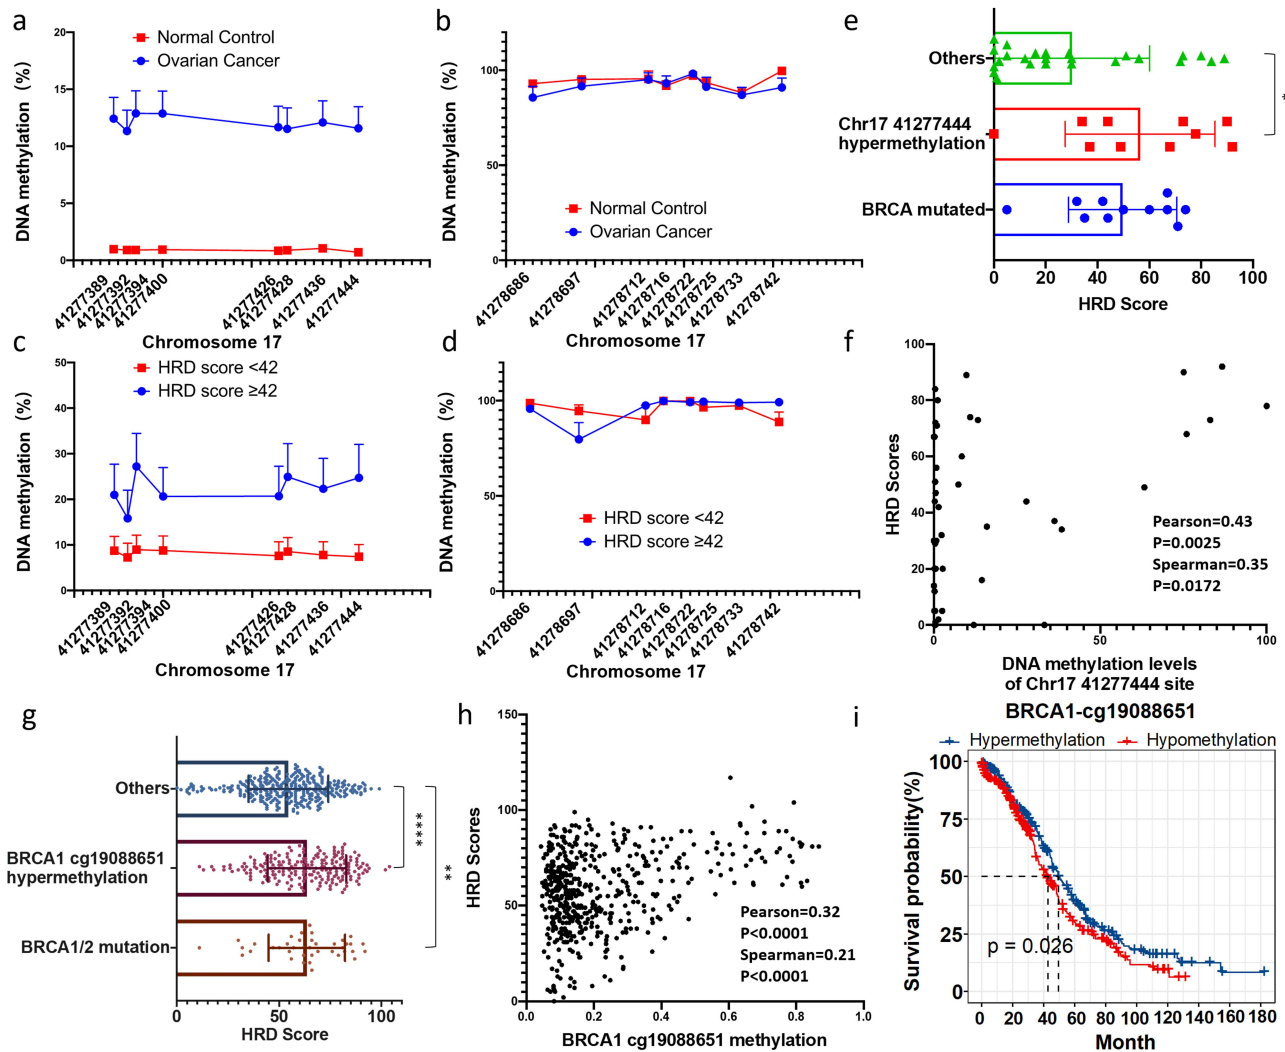 a
20
15
10
5
0
DNA methylation (%)
Normal Control
Ovarian Cancer
41277389
41277392
41277394
41277400
41277426
41277428
41277436
41277444
Chromosome 17
b
100
50
0
DNA methylation (%)
Normal Control
Ovarian Cancer
41278686
41278697
41278712
41278716
41278722
41278725
41278733
41278742
Chromosome 17
e
Others
Chr17 41277444
hypermethylation
BRCA mutated
*
0
20
40
60
80
100
HRD Score
c
50
40
30
20
10
0
DNA methylation (%)
HRD score <42
HRD score ≥42
41277389
41277392
41277394
41277400
41277426
41277428
41277436
41277444
Chromosome 17
d
100
50
0
DNA methylation (%)
HRD score <42
HRD score ≥42
41278686
41278697
41278712
41278716
41278722
41278725
41278733
41278742
Chromosome 17
f
100
80
60
40
20
0
HRD Scores
Pearson=0.43
P=0.0025
Spearman=0.35
P=0.0172
0
50
100
DNA methylation levels
of Chr17 41277444 site
g
Others
BRCA1 cg19088651
hypermethylation
BRCA1/2 mutation
****
**
0
50
100
HRD Score
h
150
100
50
0
HRD Scores
Pearson=0.32
P<0.0001
Spearman=0.21
P<0.0001
0.0
0.2
0.4
0.6
0.8
1.0
BRCA1 cg19088651 methylation
i
BRCA1-cg19088651
Hypermethylation
Hypomethylation
100
75
50
25
0
Survival probability(%)
p = 0.026
0
20
40
60
80
100
120
140
160
180
Month